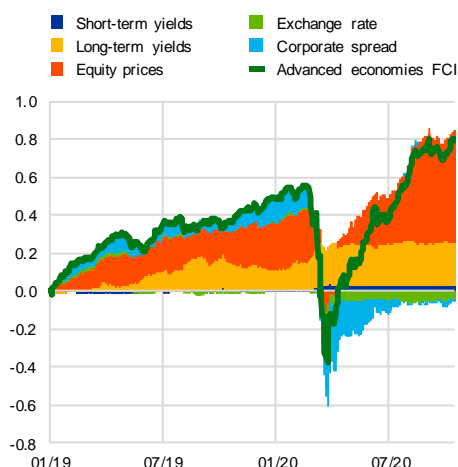 Short-term yields
Exchange rate
Long-term yields
Corporate spread
Equity prices
Advanced economies FCI
1.0
0.8
0.6
0.4
0.2
0.0
-0.2
-0.4
-0.6
-0.8
01/19
07/19
01/20
07/20